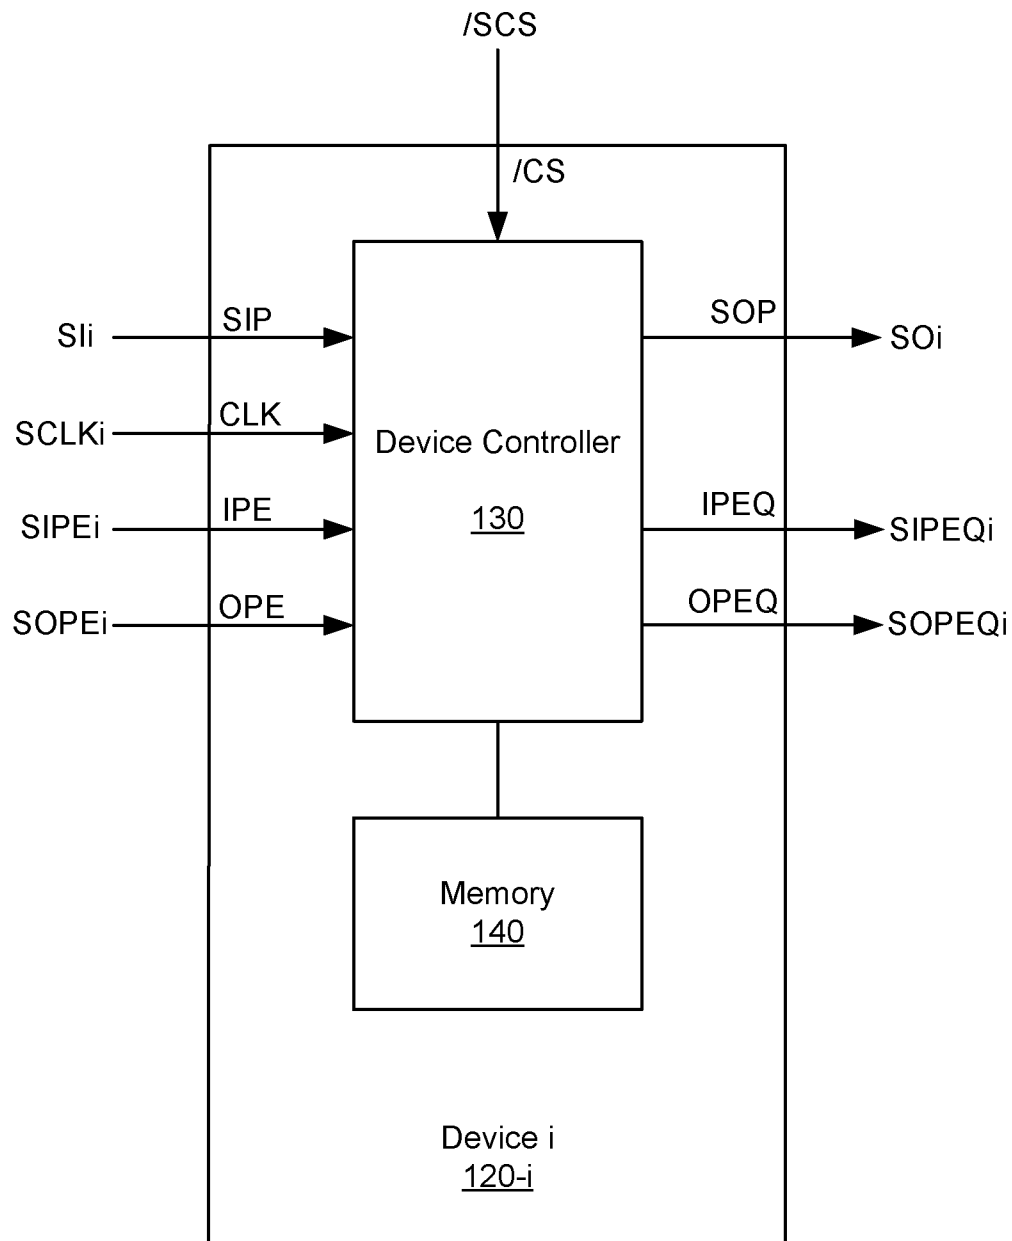 /SCS
/CS
SIi
SIP
SOP
SOi
SCLKi
CLK
Device Controller
130
SIPEi
IPE
IPEQ
SIPEQi
SOPEi
OPE
OPEQ
SOPEQi
Memory
140
Device i
120-i